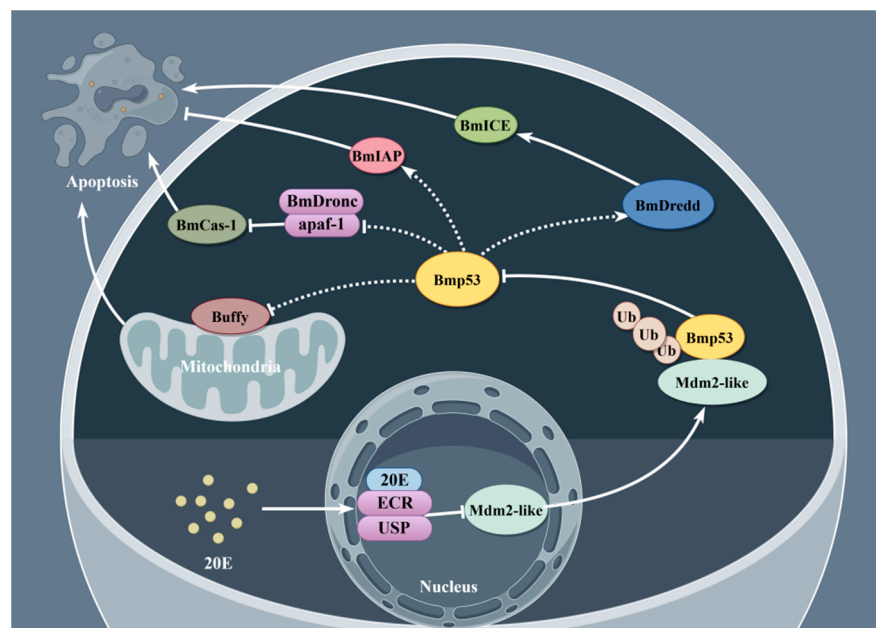 BmICE
BmIAP
Apoptosis
BmDronc
apaf-1
BmCas-1
BmDredd
Bmp53
Buffy
Mitochondria
Ub
Ub
Ub
Bmp53
Mdm2-like
20E
ECR
USP
Mdm2-like
20E
Nucleus